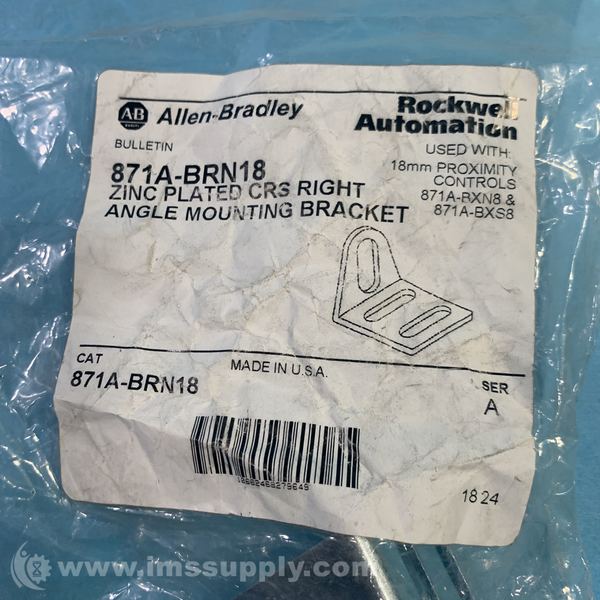 AB
Allen-Bradley
Rockwell
Automation
BULLETIN
871A-BRN18
ZINC PLATED CRS RIGHT
ANGLE MOUNTING BRACKET
USED WITH:
18mm PROXIMITY
CONTROLS
871A-RXN8 &
871A-BXS8
CAT
871A-BRN18
MADE IN U.S.A.
SER
A
1824
www.imssupply.com